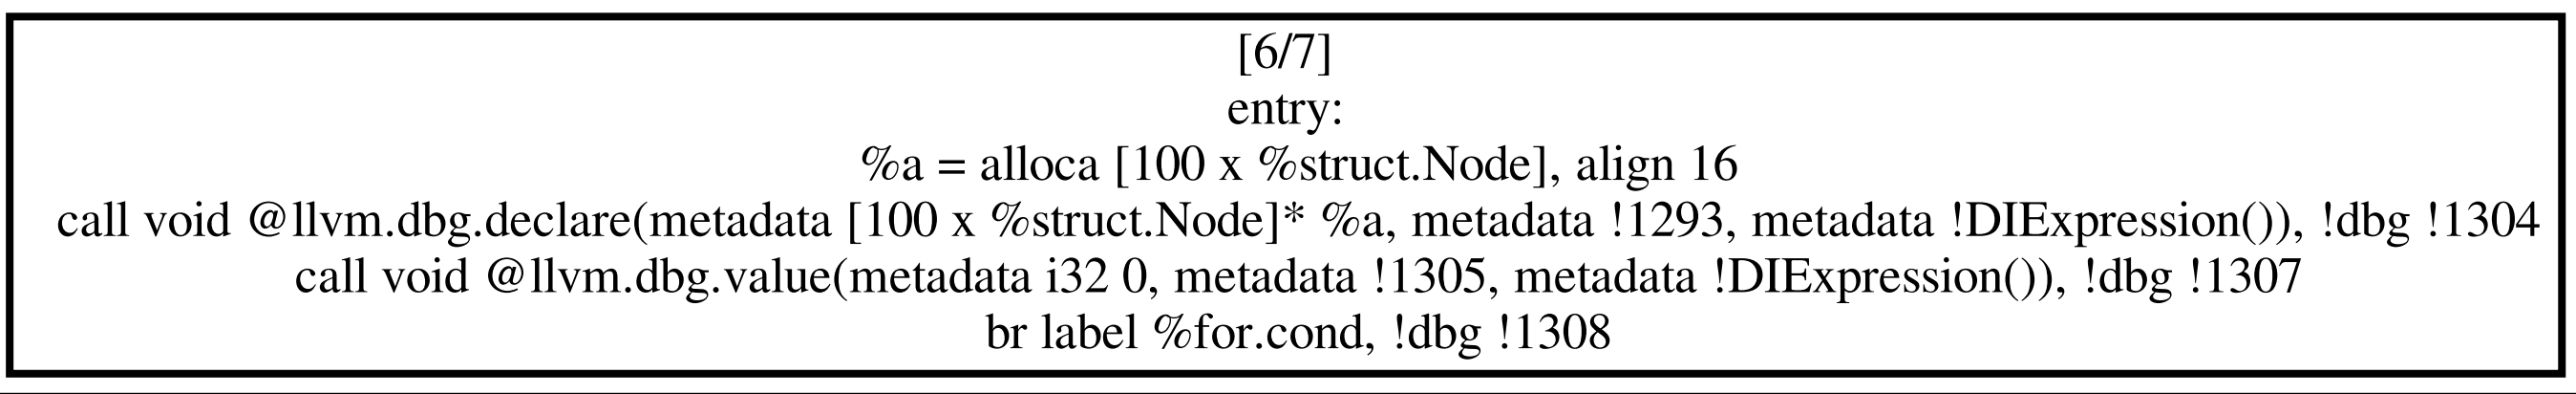 [6/7]
entry:
%a = alloca [100 x %struct.Node], align 16
call void @llvm.dbg.declare(metadata [100 x %struct.Node]* %a, metadata !1293, metadata !DIExpression()), !dbg !1304
call void @llvm.dbg.value(metadata i32 0, metadata !1305, metadata !DIExpression()), !dbg !1307
br label %for.cond, !dbg !1308